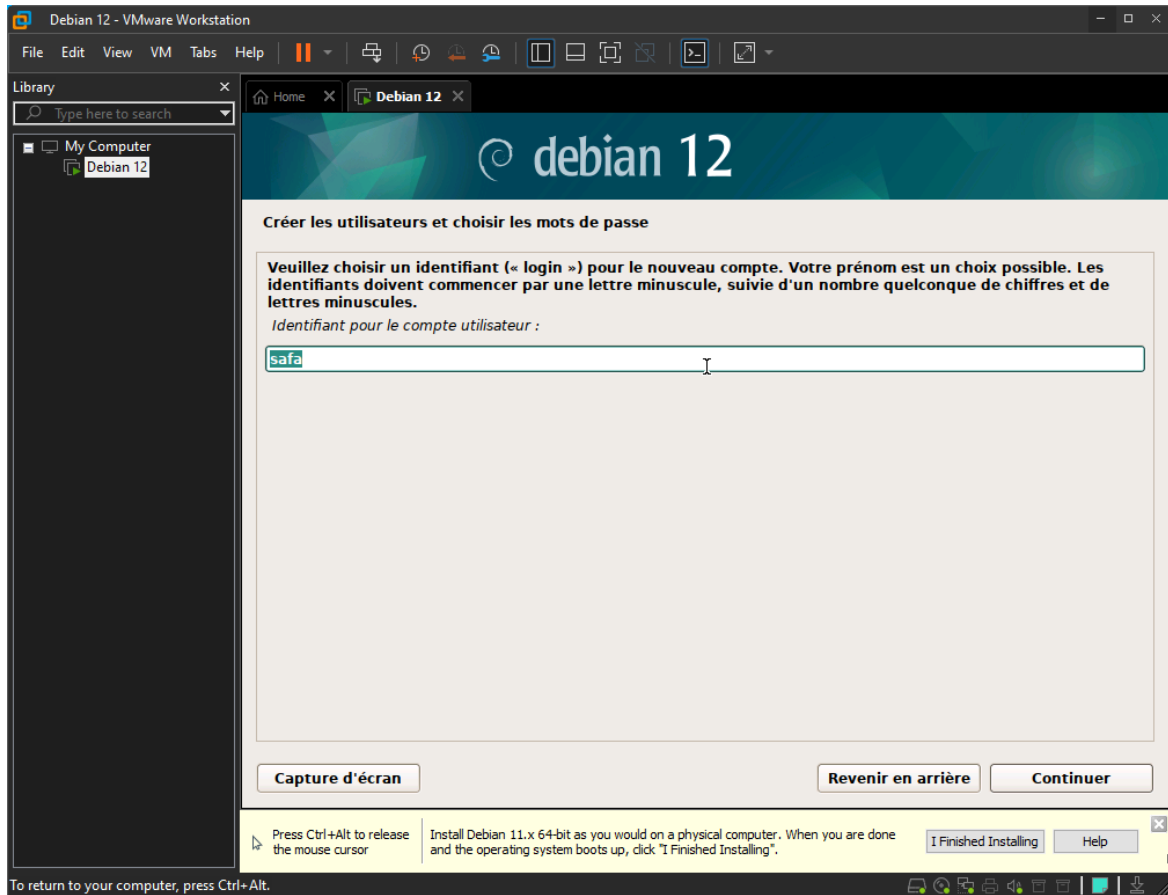 Debian 12 - VMware Workstation
File Edit View VM Tabs Help
Library
Type here to search
My Computer
Debian 12
Home
Debian 12
debian 12
Créer les utilisateurs et choisir les mots de passe
Veuillez choisir un identifiant (« login ») pour le nouveau compte. Votre prénom est un choix possible. Les
identifiants doivent commencer par une lettre minuscule, suivie d'un nombre quelconque de chiffres et de
lettres minuscules.
Identifiant pour le compte utilisateur :
safa
Capture d'écran
Revenir en arrière
Continuer
Press Ctrl+Alt to release
the mouse cursor
Install Debian 11.x 64-bit as you would on a physical computer. When you are done
and the operating system boots up, click "I Finished Installing".
I Finished Installing
Help
To return to your computer, press Ctrl+Alt.